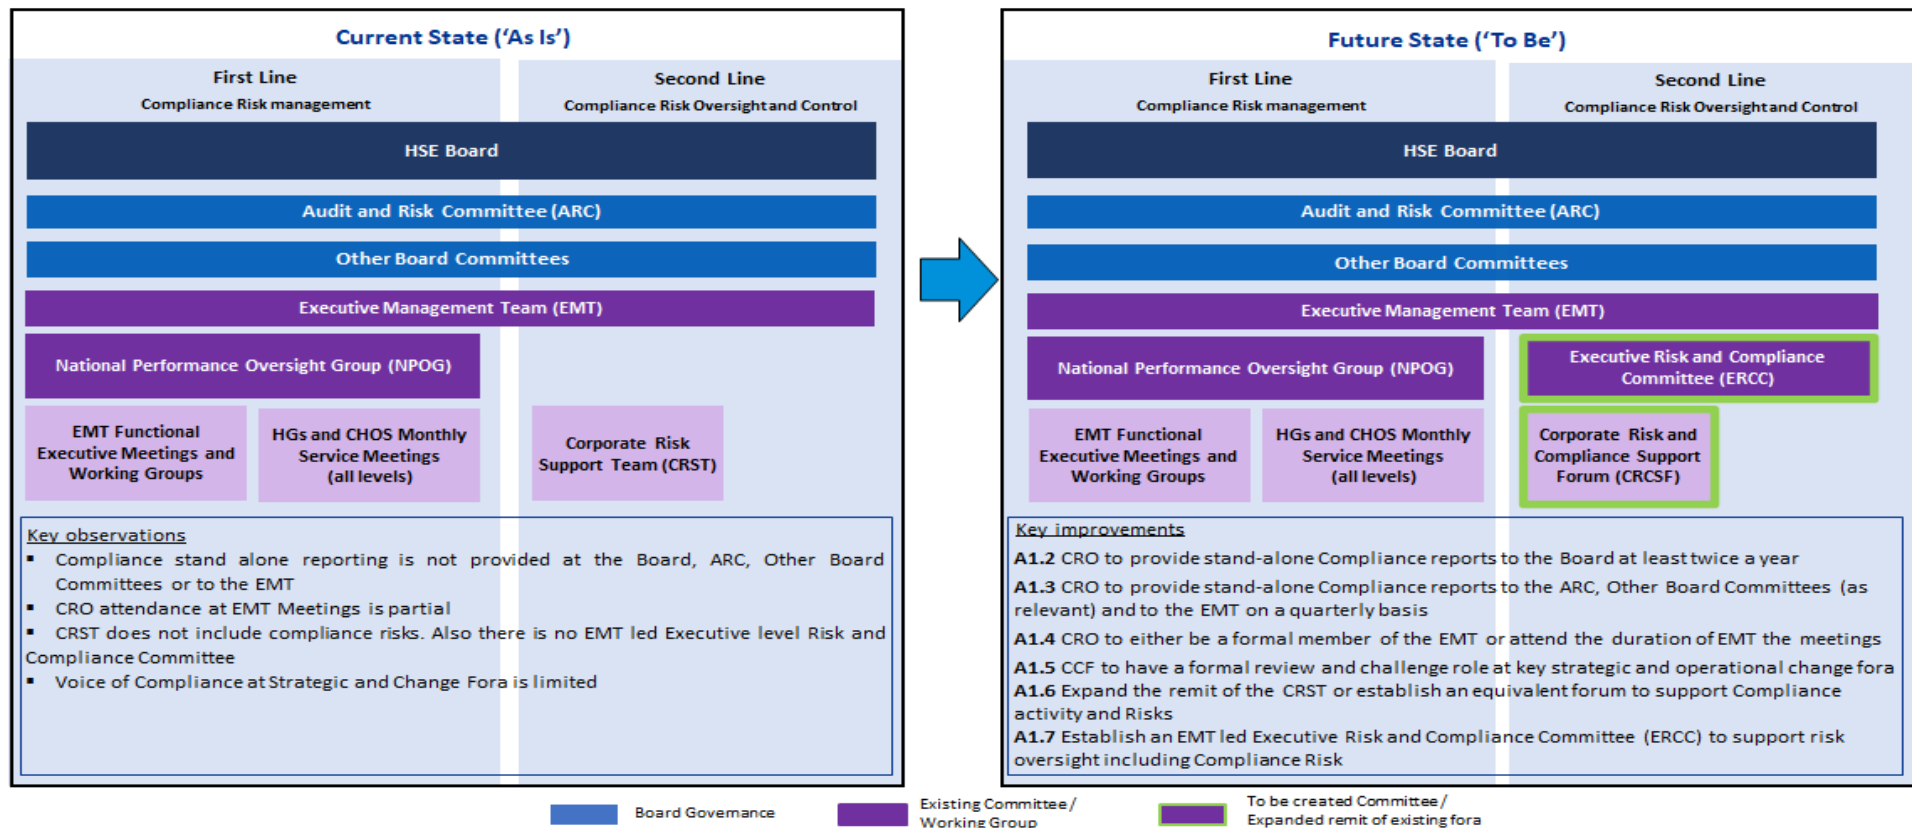 Current State ('As Is')
First Line
Compliance Risk management
Second Line
Compliance Risk Oversight and Control
HSE Board
Audit and Risk Committee (ARC)
Other Board Committees
Executive Management Team (EMT)
National Performance Oversight Group (NPOG)
EMT Functional
Executive Meetings and
Working Groups
HGs and CHOS Monthly
Service Meetings
(all levels)
Corporate Risk
Support Team (CRST)
Key observations
▪ Compliance stand alone reporting is not provided at the Board, ARC, Other Board
Committees or to the EMT
▪ CRO attendance at EMT Meetings is partial
▪ CRST does not include compliance risks. Also there is no EMT led Executive level Risk and
Compliance Committee
▪ Voice of Compliance at Strategic and Change Fora is limited
Future State ('To Be')
First Line
Compliance Risk management
Second Line
Compliance Risk Oversight and Control
HSE Board
Audit and Risk Committee (ARC)
Other Board Committees
Executive Management Team (EMT)
National Performance Oversight Group (NPOG)
Executive Risk and Compliance
Committee (ERCC)
EMT Functional
Executive Meetings and
Working Groups
HGs and CHOS Monthly
Service Meetings
(all levels)
Corporate Risk and
Compliance Support
Forum (CRCSF)
Key improvements
A1.2 CRO to provide stand-alone Compliance reports to the Board at least twice a year
A1.3 CRO to provide stand-alone Compliance reports to the ARC, Other Board Committees (as
relevant) and to the EMT on a quarterly basis
A1.4 CRO to either be a formal member of the EMT or attend the duration of EMT the meetings
A1.5 CCF to have a formal review and challenge role at key strategic and operational change fora
A1.6 Expand the remit of the CRST or establish an equivalent forum to support Compliance
activity and Risks
A1.7 Establish an EMT led Executive Risk and Compliance Committee (ERCC) to support risk
oversight including Compliance Risk
Board Governance
Existing Committee /
Working Group
To be created Committee /
Expanded remit of existing fora